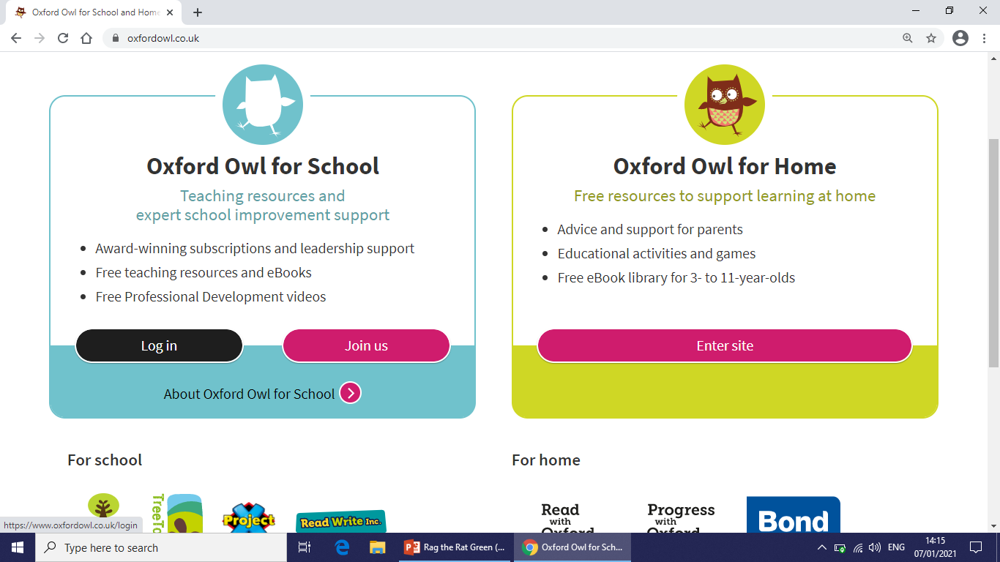 Oxford Owl for School and Home
oxfordowl.co.uk
Oxford Owl for School
Teaching resources and
expert school improvement support
Award-winning subscriptions and leadership support
Free teaching resources and eBooks
Free Professional Development videos
Log in
Join us
About Oxford Owl for School
Oxford Owl for Home
Free resources to support learning at home
Advice and support for parents
Educational activities and games
Free eBook library for 3- to 11-year-olds
Enter site
For school
For home
TreeTo
Project X
Read Write Inc.
Read
with
Oxford
Progress
with
Oxford
Bond
https://www.oxfordowl.co.uk/login
Type here to search
Rag the Rat Green (...
Oxford Owl for Sch...
ENG
14:15
07/01/2021